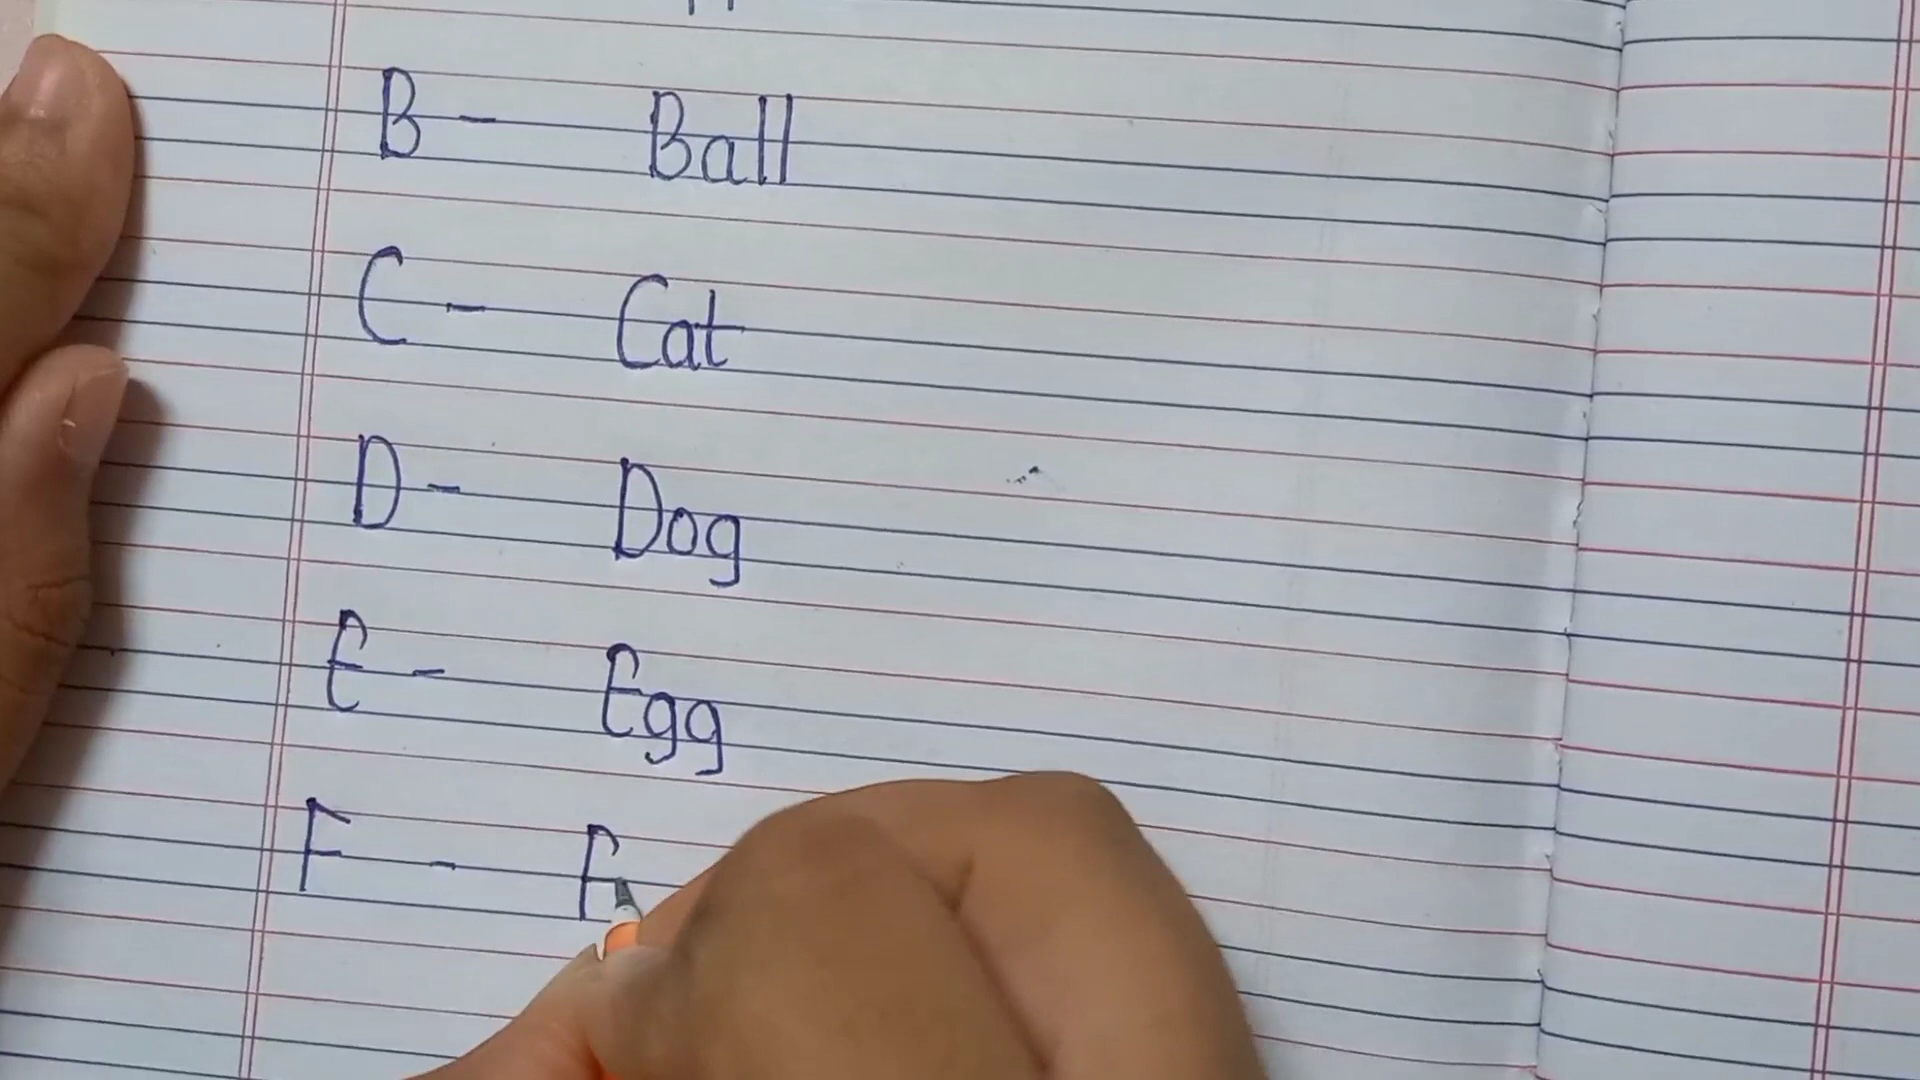 B - Ball
C - Cat
D - Dog
E - Egg
F - F